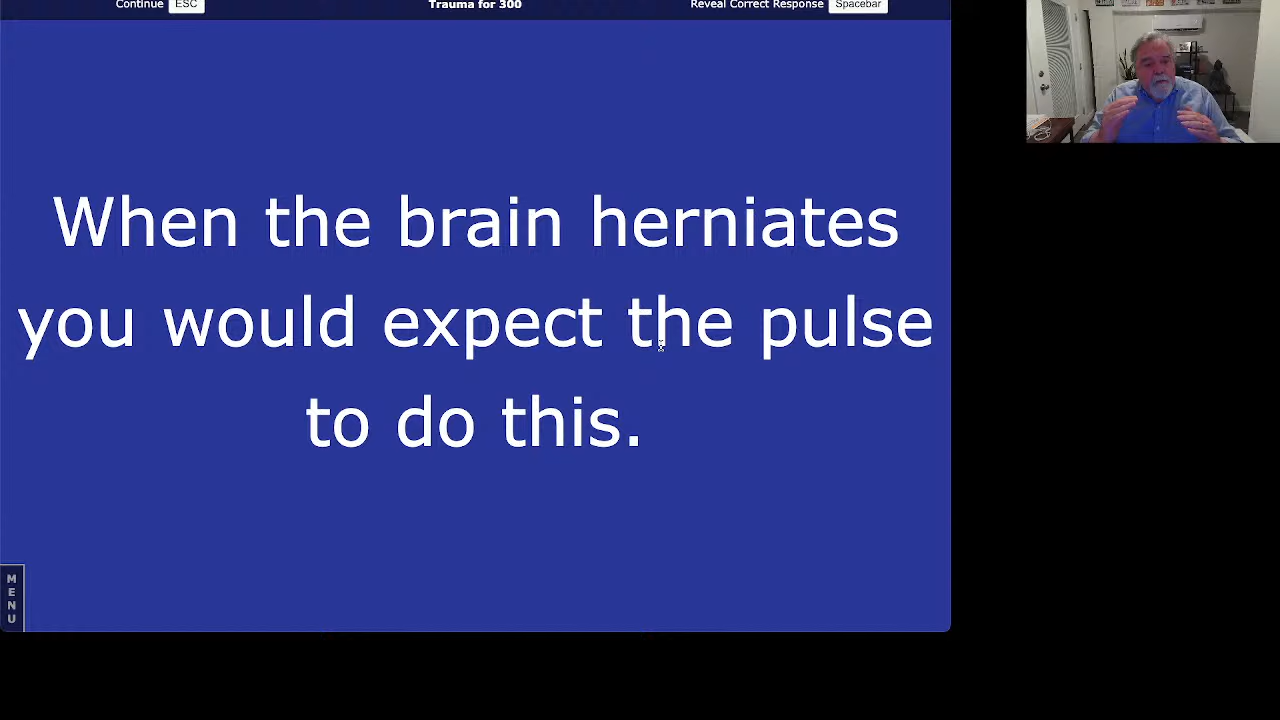 Continue ESC Trauma for 300 Reveal Correct Response Spacebar
When the brain herniates
you would expect the pulse
to do this.
MENU